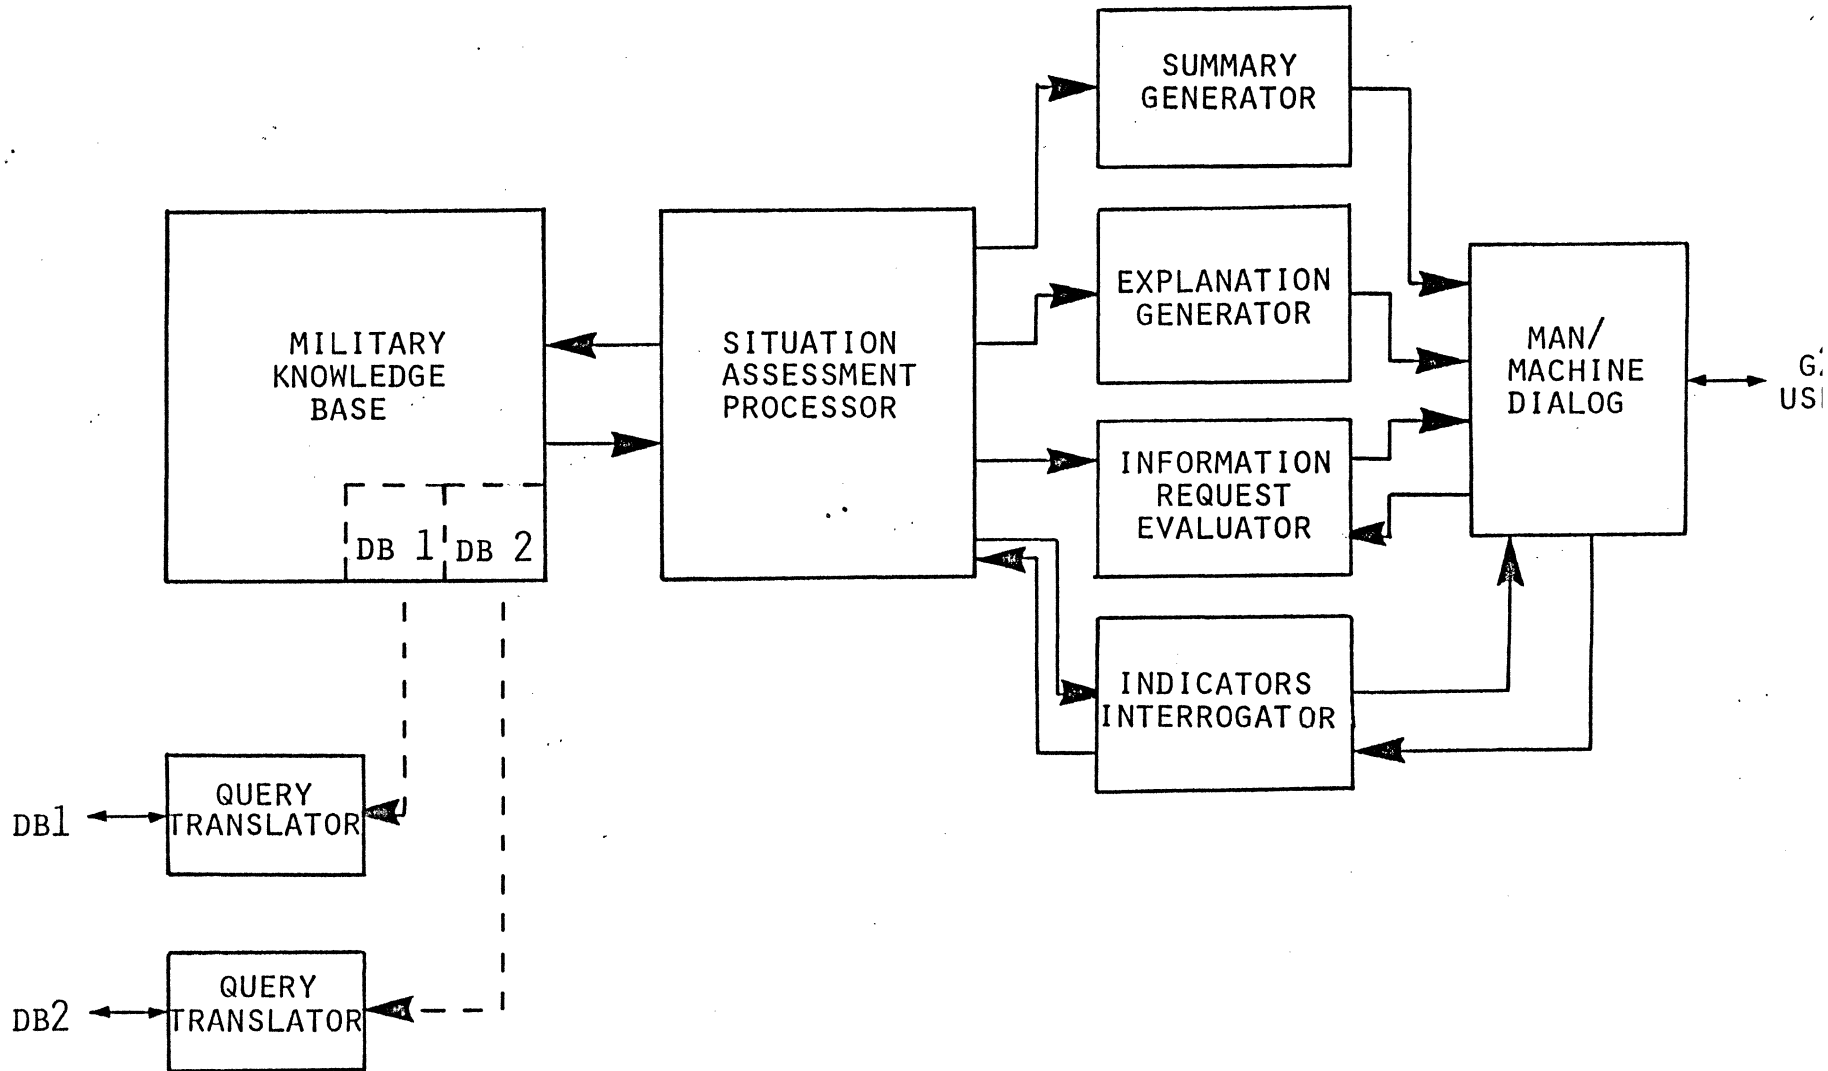 SUMMARY
GENERATOR
EXPLANATION
GENERATOR
MILITARY
KNOWLEDGE
BASE
SITUATION
ASSESSMENT
PROCESSOR
MAN/
MACHINE
DIALOG
INFORMATION
REQUEST
EVALUATOR
DB 1
DB 2
INDICATORS
INTERROGATOR
QUERY
TRANSLATOR
DB1
QUERY
TRANSLATOR
DB2